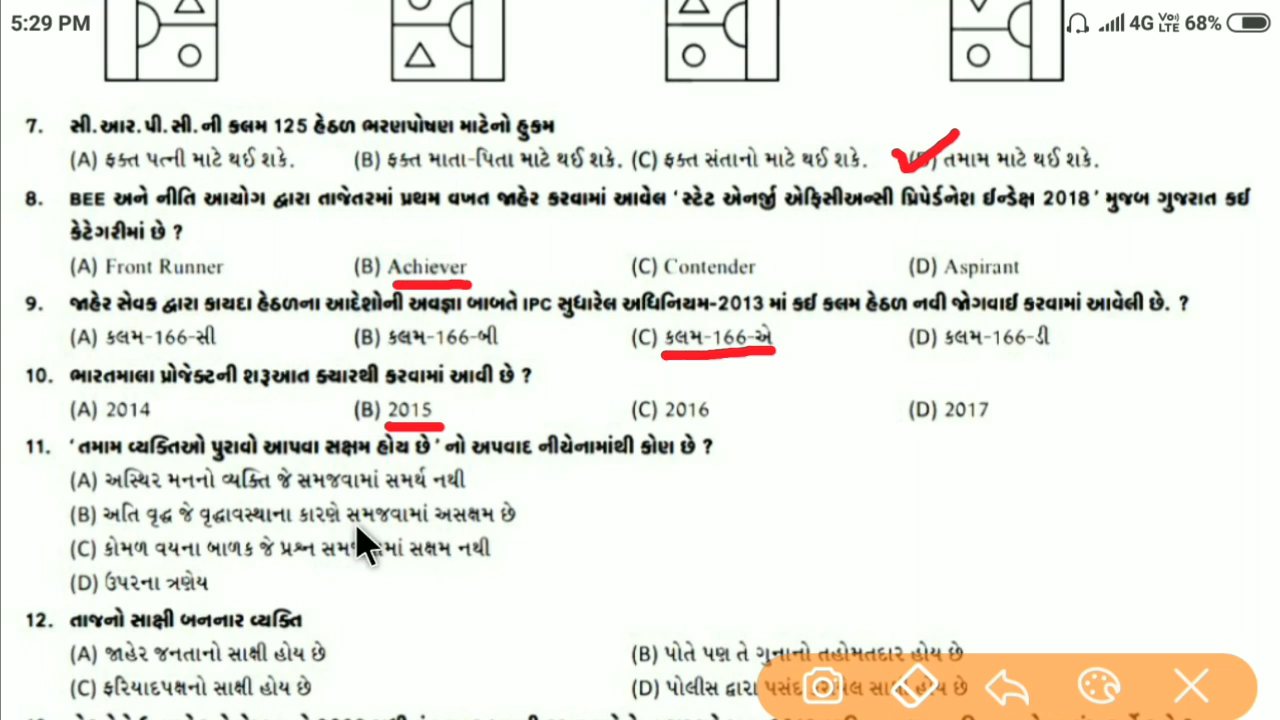 5:29 PM 4G Vo) LTE 68%
7. સી.આર.પી.સી.ની કલમ 125 હેઠળ ભરણપોષણ માટેનો હુકમ
(A) ફક્ત પત્ની માટે થઈ શકે. (B) ફક્ત માતા-પિતા માટે થઈ શકે. (C) ફક્ત સંતાનો માટે થઈ શકે. (D) તમામ માટે થઈ શકે.
8. BEE અને નીતિ આયોગ દ્વારા તાજેતરમાં પ્રથમ વખત જાહેર કરવામાં આવેલ 'સ્ટેટ એનર્જી એફિસીઅન્સી પ્રિપેર્ડનેશ ઈન્ડેક્ષ 2018' મુજબ ગુજરાત કઈ
કેટેગરીમાં છે ?
(A) Front Runner (B) Achiever (C) Contender (D) Aspirant
9. જાહેર સેવક દ્વારા કાયદા હેઠળના આદેશોની અવજ્ઞા બાબતે IPC સુધારેલ અધિનિયમ-2013 માં કઈ કલમ હેઠળ નવી જોગવાઈ કરવામાં આવેલી છે. ?
(A) કલમ-166-સી (B) કલમ-166-બી (C) કલમ-166-એ (D) કલમ-166-ડી
10. ભારતમાલા પ્રોજેક્ટની શરૂઆત ક્યારથી કરવામાં આવી છે ?
(A) 2014 (B) 2015 (C) 2016 (D) 2017
11. 'તમામ વ્યક્તિઓ પુરાવો આપવા સક્ષમ હોય છે' નો અપવાદ નીચેનામાંથી કોણ છે ?
(A) અસ્થિર મનનો વ્યક્તિ જે સમજવામાં સમર્થ નથી
(B) અતિ વૃદ્ધ જે વૃદ્ધાવસ્થાના કારણે સમજવામાં અસક્ષમ છે
(C) કોમળ વયના બાળક જે પ્રશ્ન સમજવામાં સક્ષમ નથી
(D) ઉપરના ત્રણેય
12. તાજનો સાક્ષી બનનાર વ્યક્તિ
(A) જાહેર જનતાનો સાક્ષી હોય છે (B) પોતે પણ તે ગુનાનો તહોમતદાર હોય છે
(C) ફરિયાદપક્ષનો સાક્ષી હોય છે (D) પોલીસ દ્વારા પસંદ હોય છે